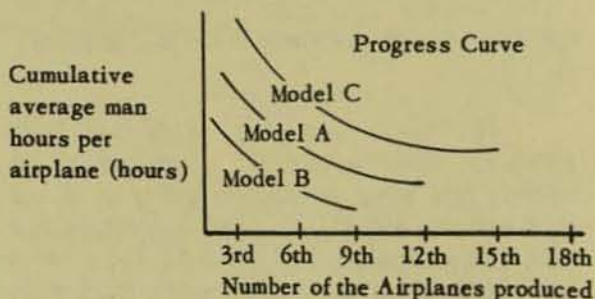 Progress Curve
Cumulative
average man
hours per
airplane (hours)
Model C
Model A
Model B
3rd 6th 9th 12th 15th 18th
Number of the Airplanes produced